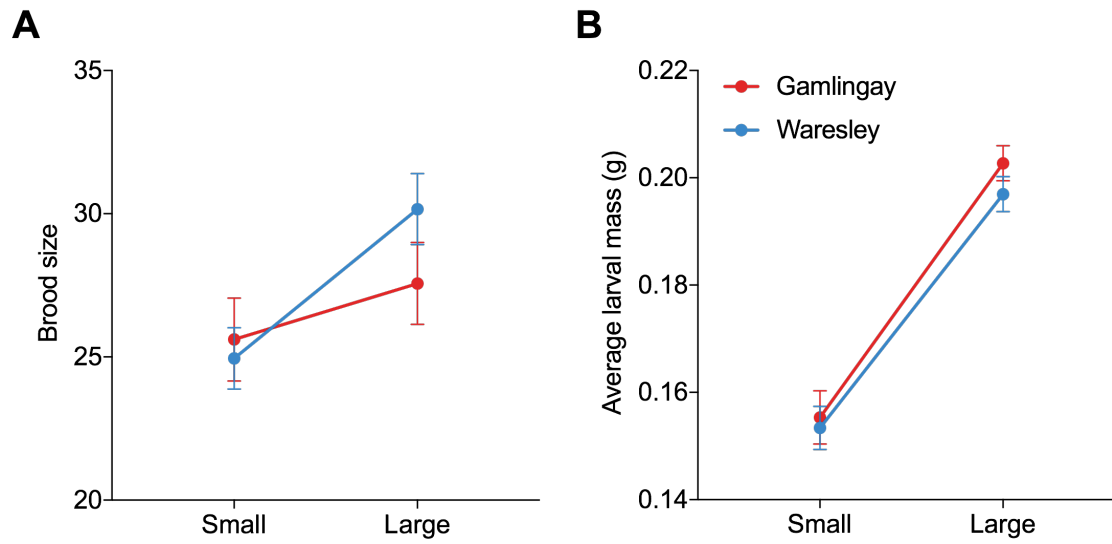 A
Brood size
35
30
25
20
Small Large
B
Average larval mass (g)
0.22
0.20
0.18
0.16
0.14
Gamlingay
Waresley
Small Large